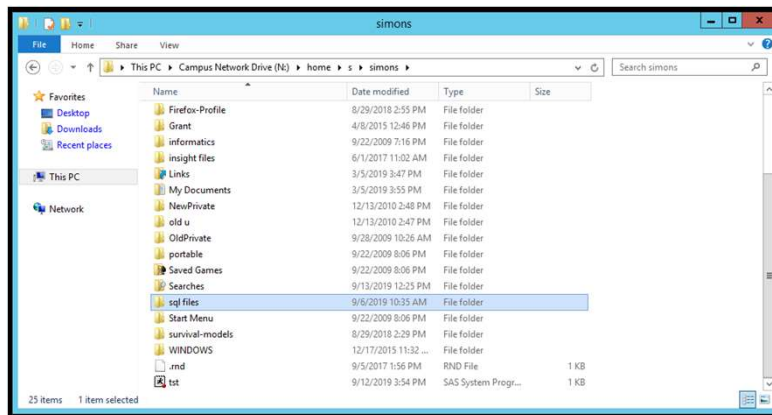 simons
File Home Share View
This PC Campus Network Drive (N:) home s simons Search simons
Name Date modified Type Size
Favorites
Desktop
Downloads
Recent places
This PC
Network
Firefox-Profile 8/29/2018 2:55 PM File folder
Grant 4/8/2015 12:46 PM File folder
informatics 9/22/2009 7:16 PM File folder
insight files 6/1/2017 11:02 AM File folder
Links 3/5/2019 3:47 PM File folder
My Documents 3/5/2019 3:55 PM File folder
NewPrivate 12/13/2010 2:48 PM File folder
old u 12/13/2010 2:47 PM File folder
OldPrivate 9/28/2009 10:26 AM File folder
portable 9/22/2009 8:06 PM File folder
Saved Games 9/22/2009 8:06 PM File folder
Searches 9/13/2019 12:25 PM File folder
sql files 9/6/2019 10:35 AM File folder
Start Menu 9/22/2009 8:06 PM File folder
survival-models 8/29/2018 2:29 PM File folder
WINDOWS 12/17/2015 11:32 ... File folder
.rnd 9/5/2017 1:56 PM RND File 1 KB
tst 9/12/2019 3:54 PM SAS System Progr... 1 KB
25 items 1 item selected